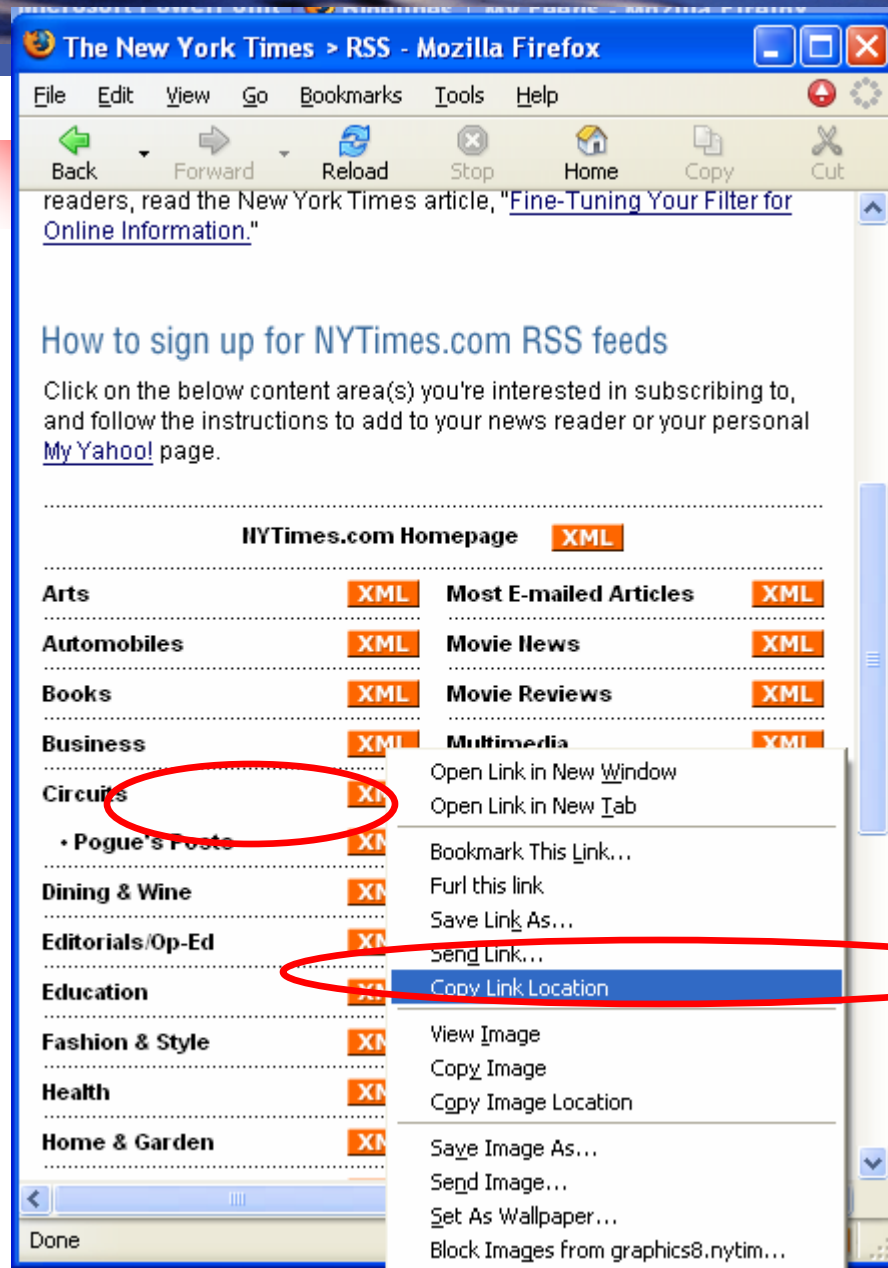 The New York Times > RSS - Mozilla Firefox
File Edit View Go Bookmarks Tools Help
Back Forward Reload Stop Home Copy Cut
readers, read the New York Times article, "Fine-Tuning Your Filter for
Online Information."
How to sign up for NYTimes.com RSS feeds
Click on the below content area(s) you're interested in subscribing to,
and follow the instructions to add to your news reader or your personal
My Yahoo! page.
NYTimes.com Homepage XML
Arts XML Most E-mailed Articles XML
Automobiles XML Movie News XML
Books XML Movie Reviews XML
Business XML Multimedia XML
Circuits
• Pogue's Posts
Dining & Wine
Editorials/Op-Ed
Education
Fashion & Style
Health
Home & Garden
Open Link in New Window
Open Link in New Tab
Bookmark This Link...
Furl this link
Save Link As...
Send Link...
Copy Link Location
View Image
Copy Image
Copy Image Location
Save Image As...
Send Image...
Set As Wallpaper...
Block Images from graphics8.nytim...
Done